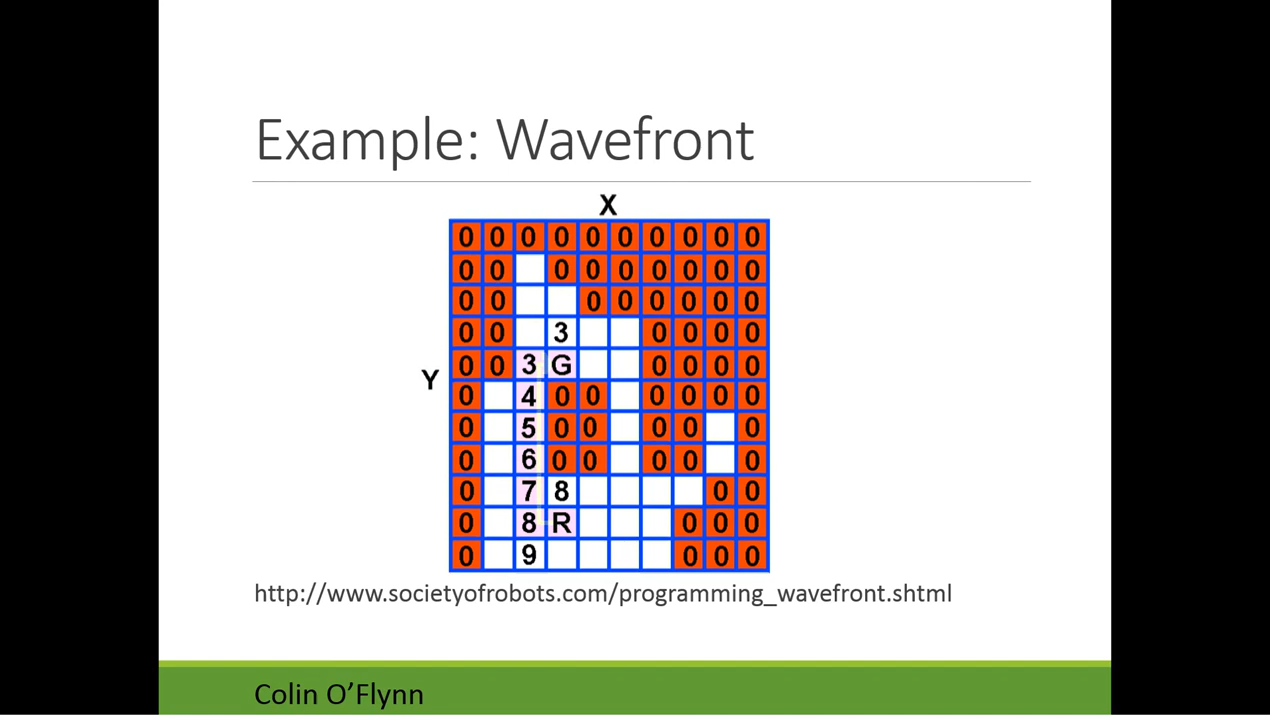 Example: Wavefront
X
0 0 0 0 0 0 0 0 0 0
0 0 0 0 0 0 0 0 0
0 0 0 0 0 0 0 0
0 0 3 0 0 0 0
Y
0 0 3 G 0 0 0 0
0 4 0 0 0 0 0 0
0 5 0 0 0 0 0
0 6 0 0 0 0 0
0 7 8 0 0
0 8 R 0 0 0
0 9 0 0 0
http://www.societyofrobots.com/programming_wavefront.shtml
Colin O’Flynn